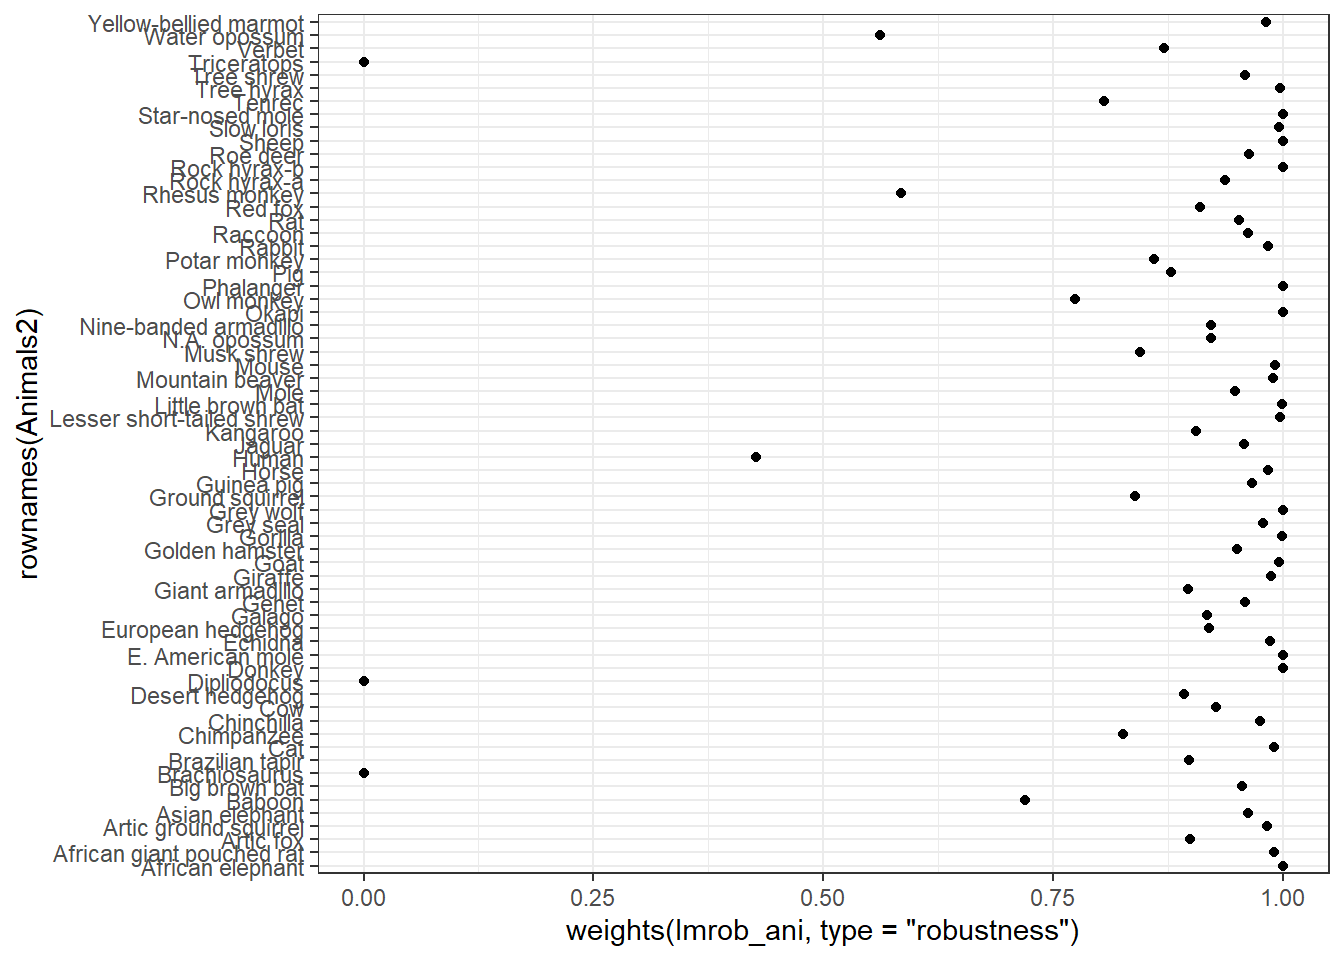 Yellow-bellied marmot
Water opossum
Verbet
Triceratops
Tree shrew
Tree hyrax
Tenrec
Star-nosed mole
Slow loris
Sheep
Roe deer
Rock hyrax-b
Rock hyrax-a
Rhesus monkey
Red fox
Rat
Raccoon
Rabbit
Potar monkey
Pig
Phalanger
Owl monkey
Okapi
Nine-banded armadillo
N.A. opossum
Musk shrew
Mouse
Mountain beaver
Mole
Little brown bat
Lesser short-tailed shrew
Kangaroo
Jaguar
Human
Horse
Guinea pig
Ground squirrel
Grey wolf
Grey seal
Gorilla
Golden hamster
Goat
Giraffe
Giant armadillo
Genet
Galago
European hedgehog
Echidna
E. American mole
Donkey
Dipliodocus
Desert hedgehog
Cow
Chinchilla
Chimpanzee
Cat
Brazilian tapir
Brachiosaurus
Big brown bat
Baboon
Asian elephant
Artic ground squirrel
Artic fox
African giant pouched rat
African elephant
rownames(Animals2)
0.00 0.25 0.50 0.75 1.00
weights(lmrob_ani, type = "robustness")